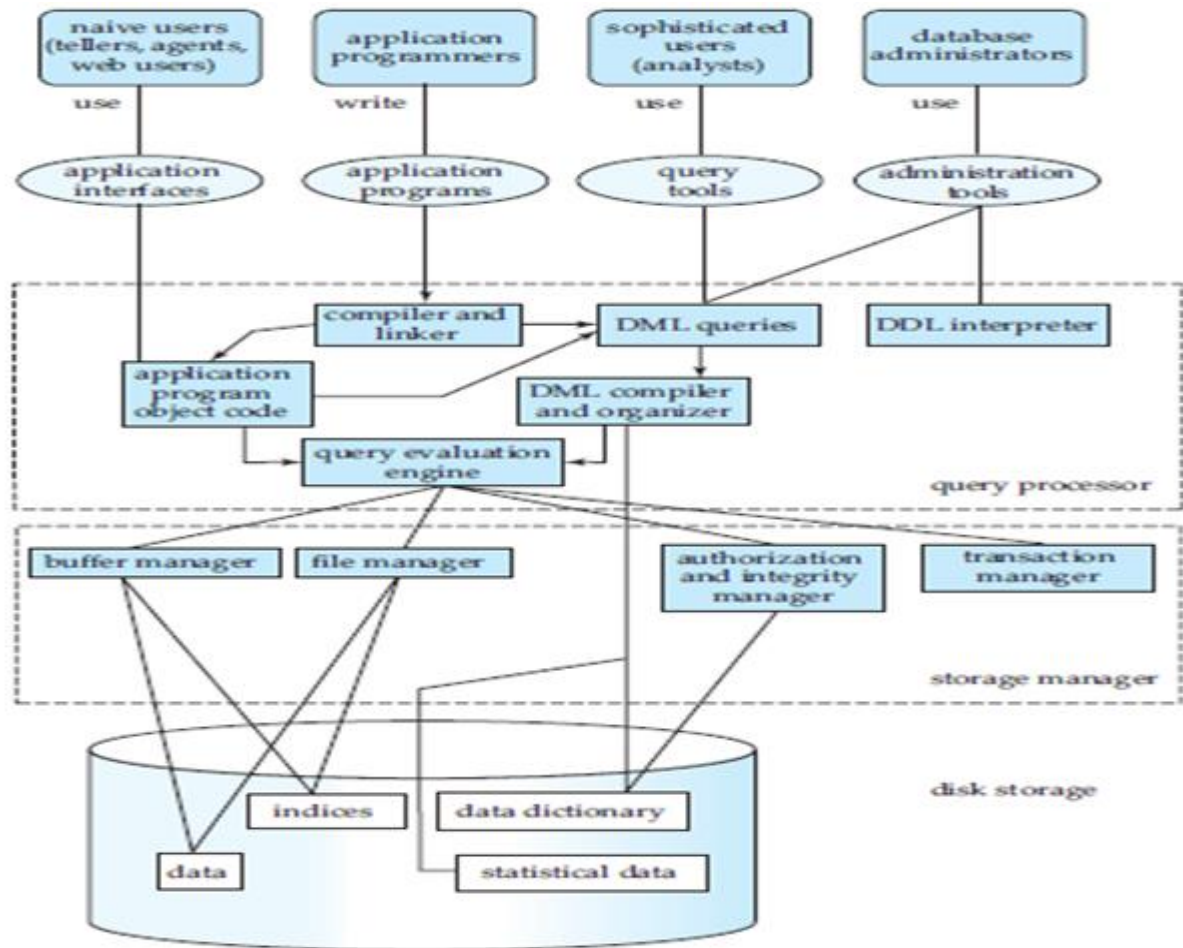 naive users
(tellers, agents,
web users)
application
programmers
sophisticated
users
(analysts)
database
administrators
use
write
use
use
application
interfaces
application
programs
query
tools
administration
tools
compiler and
linker
DML queries
DDL interpreter
application
program
object code
DML compiler
and organizer
query evaluation
engine
query processor
buffer manager
file manager
authorization
and integrity
manager
transaction
manager
storage manager
disk storage
indices
data dictionary
data
statistical data